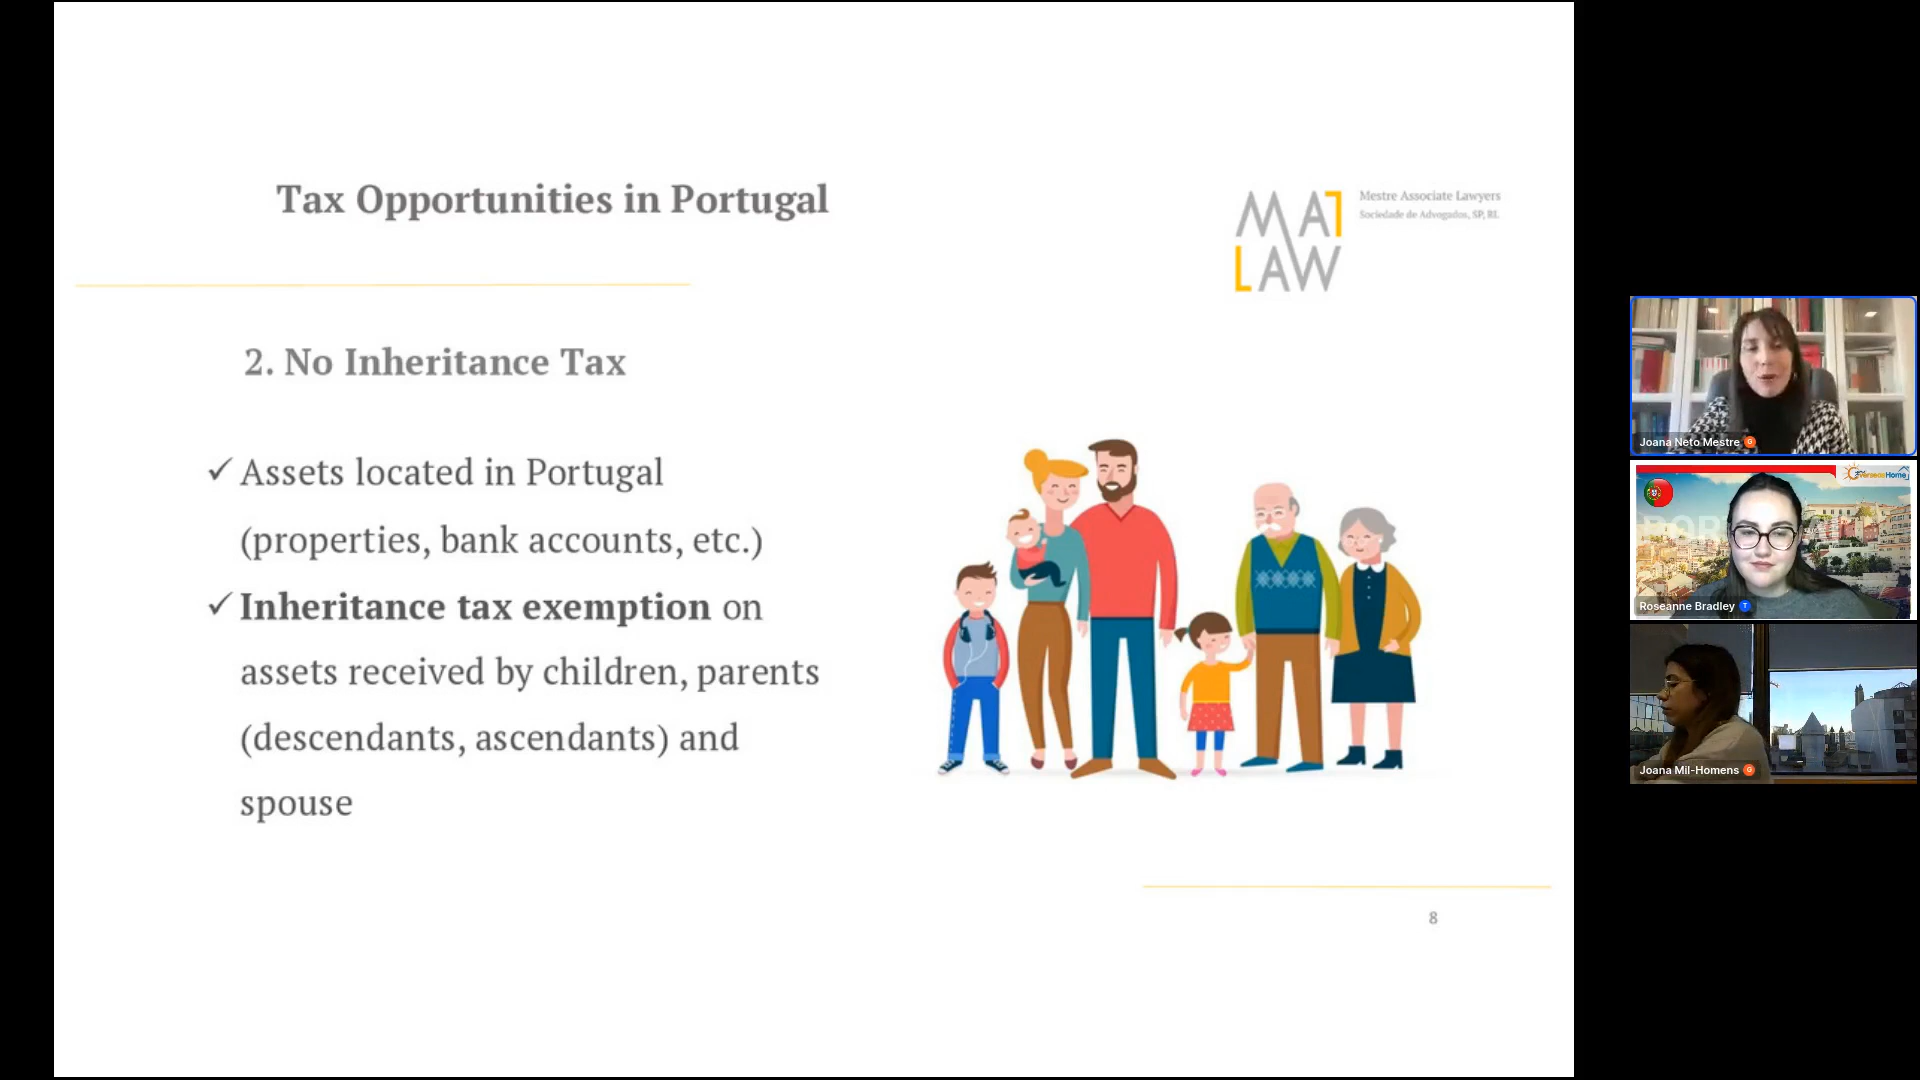 Tax Opportunities in Portugal
MAT
LAW
Mestre Associate Lawyers
Sociedade de Advogados, SP, RL
2. No Inheritance Tax
✓ Assets located in Portugal
(properties, bank accounts, etc.)
✓ Inheritance tax exemption on
assets received by children, parents
(descendants, ascendants) and
spouse
8
Joana Neto Mestre
Roseanne Bradley
Joana Mil-Homens